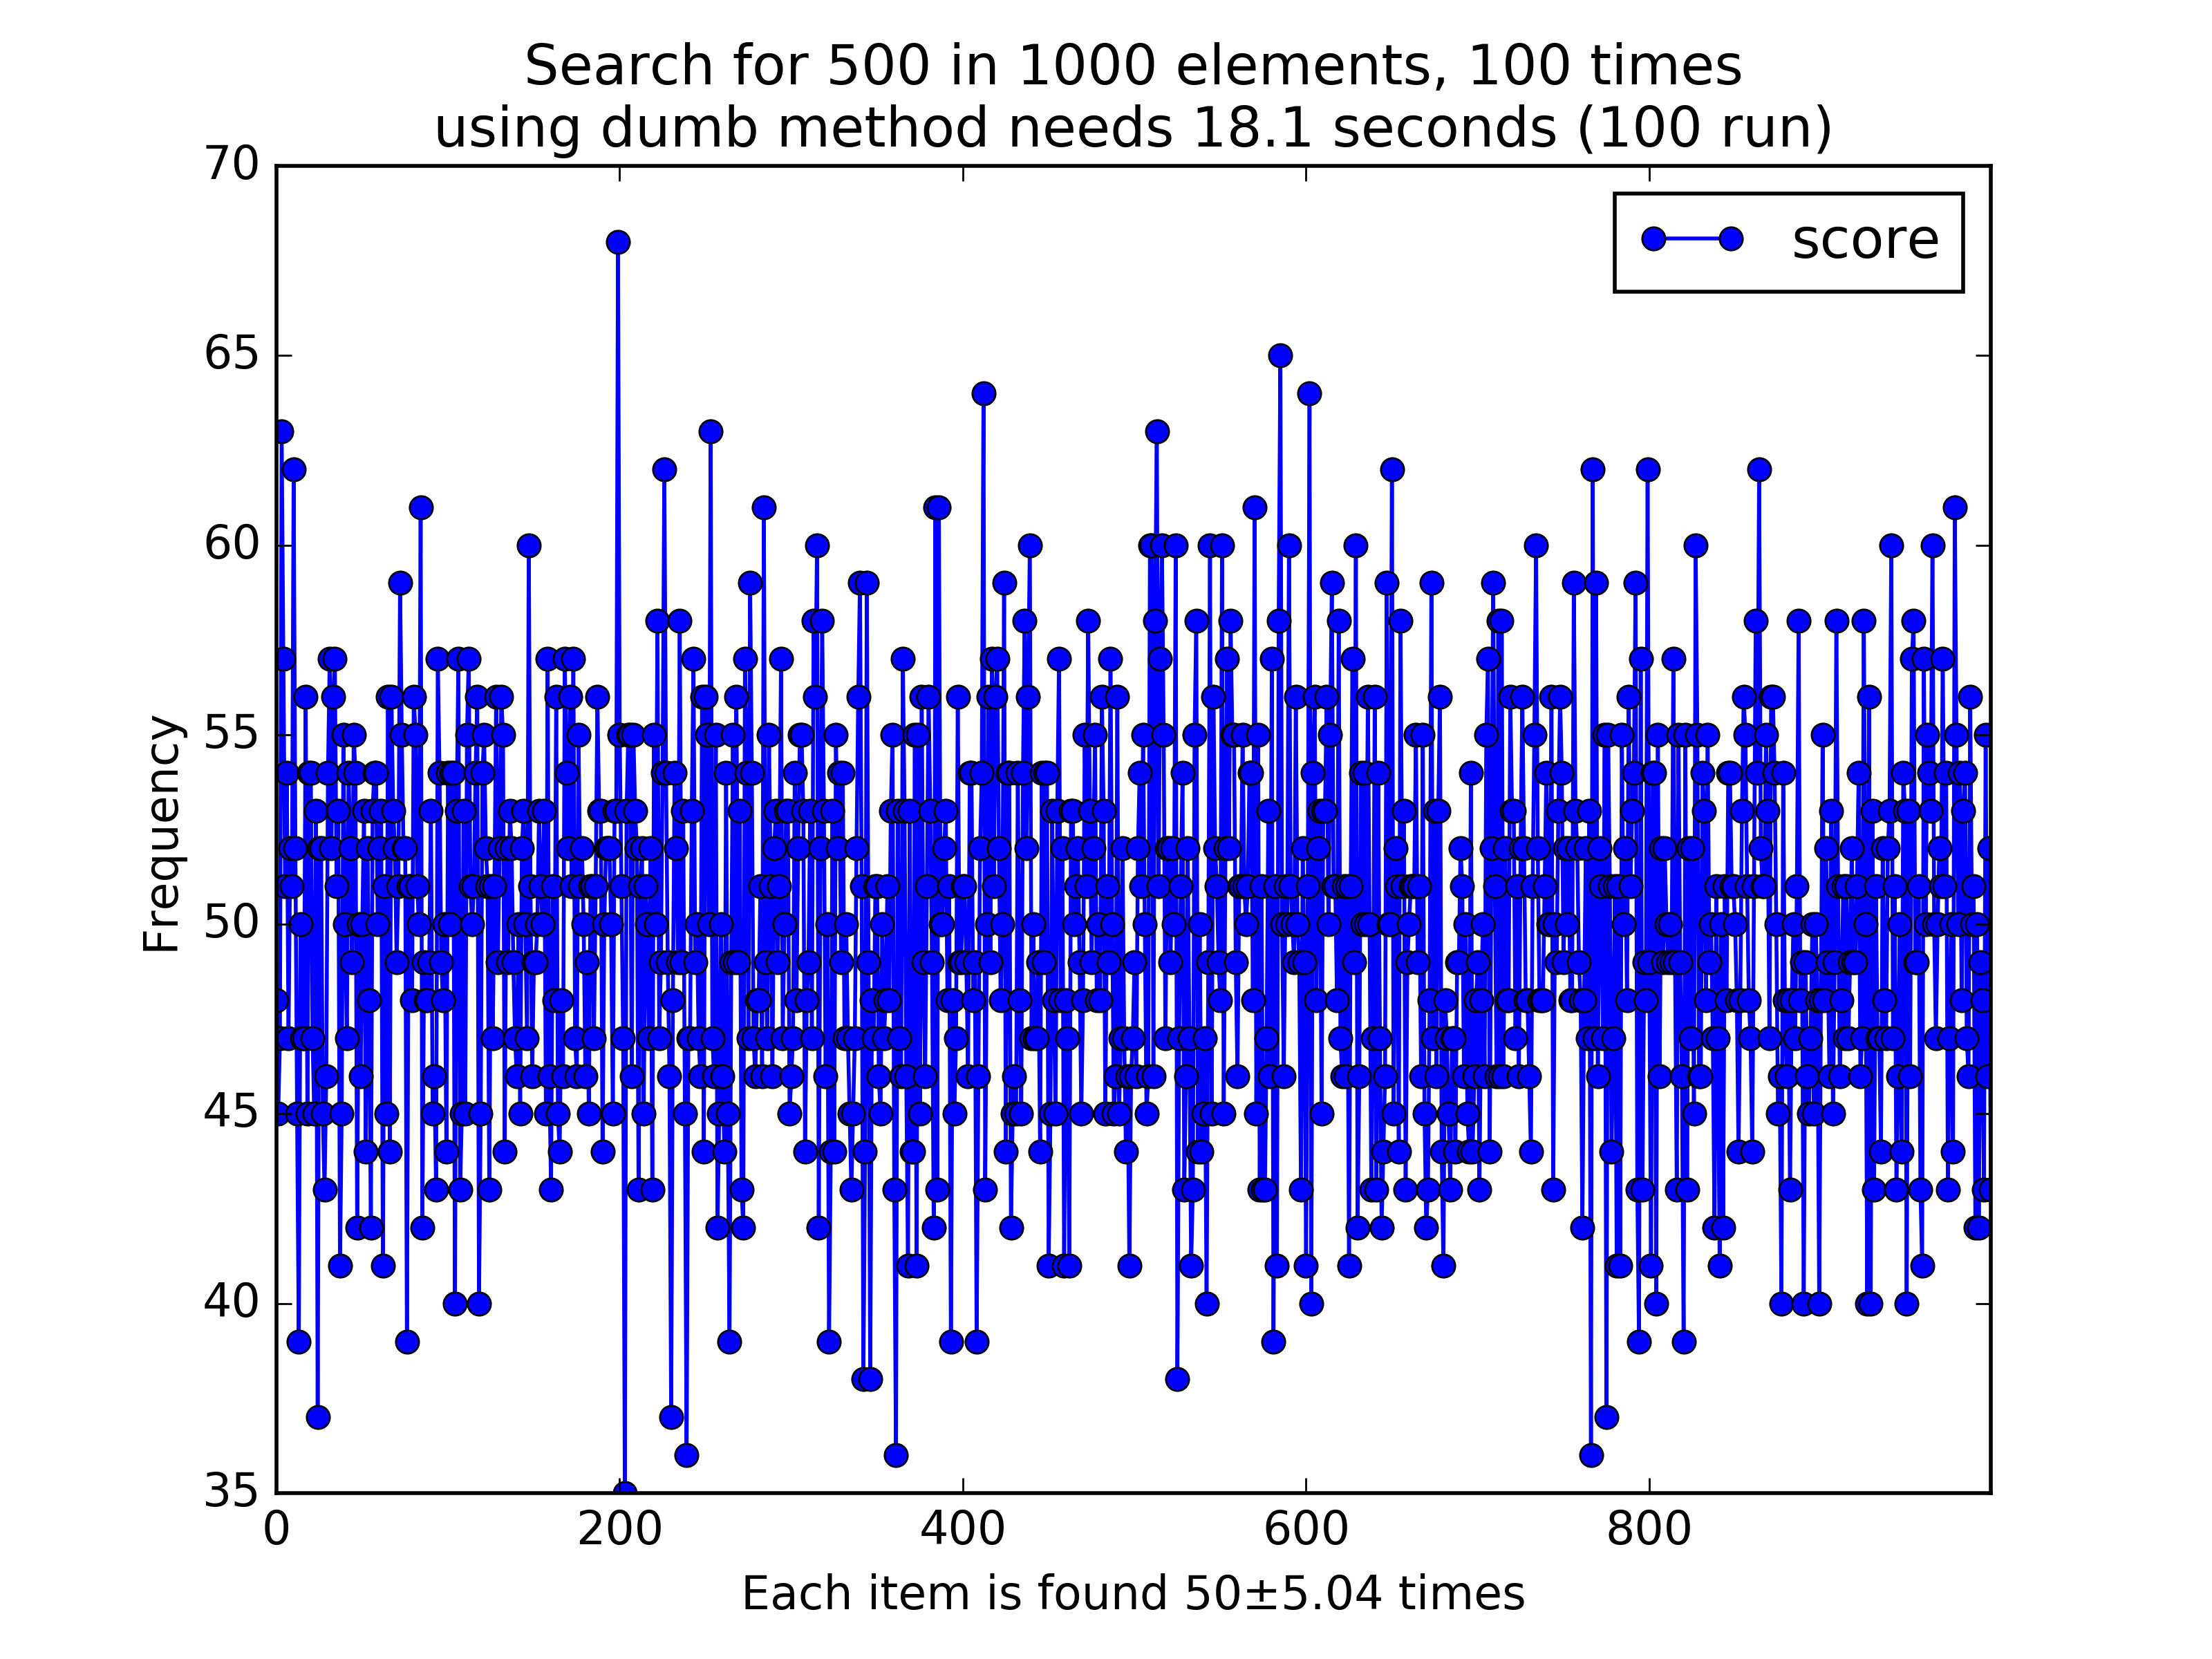 Search for 500 in 1000 elements, 100 times
using dumb method needs 18.1 seconds (100 run)
70
65
60
55
50
45
40
35
score
Frequency
0 200 400 600 800
Each item is found 50±5.04 times